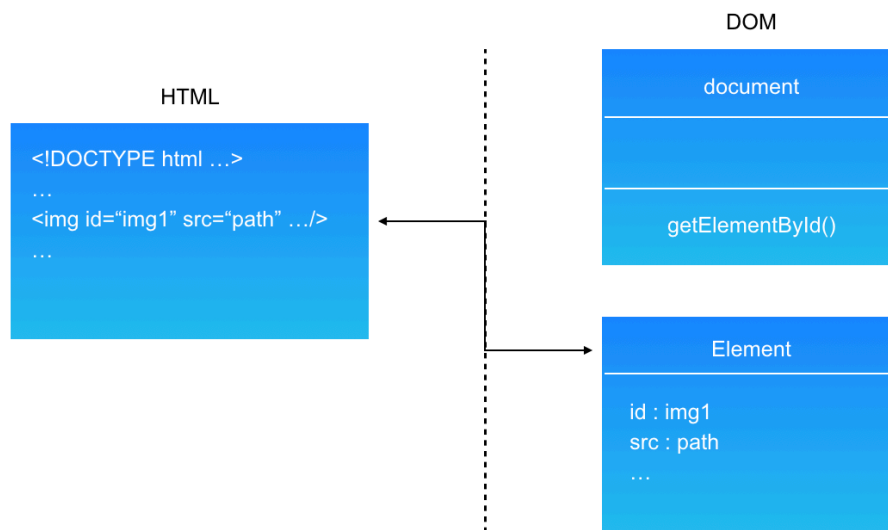 HTML
<!DOCTYPE html …>
…
<img id=“img1” src=“path” …/>
…
DOM
document
getElementById()
Element
id : img1
src : path
…